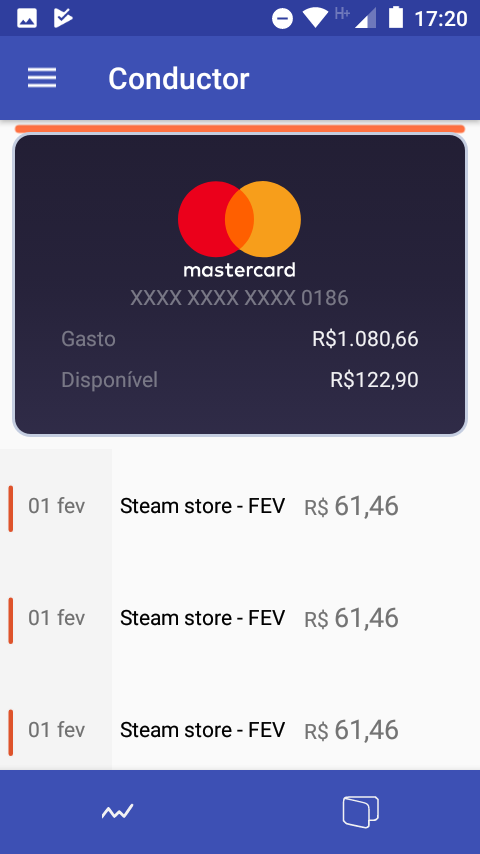 H+ 17:20
Conductor
mastercard
XXXX XXXX XXXX 0186
Gasto R$1.080,66
Disponível R$122,90
01 fev Steam store - FEV R$ 61,46
01 fev Steam store - FEV R$ 61,46
01 fev Steam store - FEV R$ 61,46